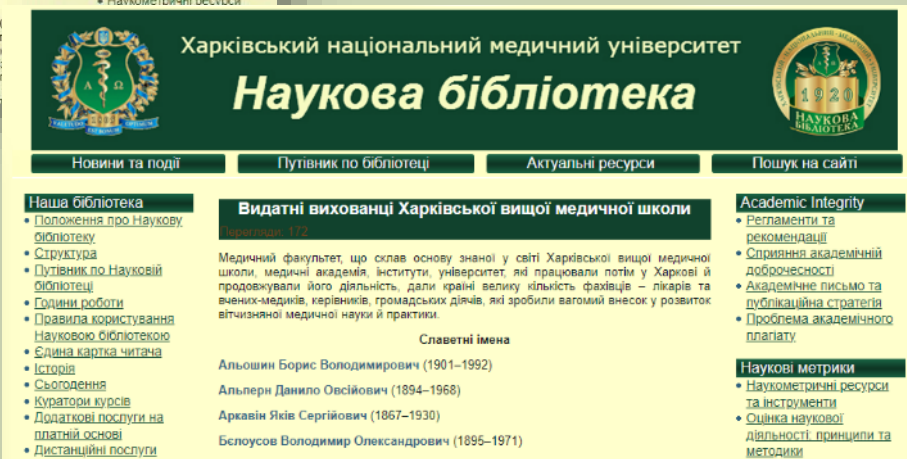 Наукометричні ресурси
Харківський національний медичний університет
Наукова бібліотека
Α Ω
1920
НАУКОВА
БІБЛІОТЕКА
Новини та події
Путівник по бібліотеці
Актуальні ресурси
Пошук на сайті
Наша бібліотека
Положення про Наукову
бібліотеку
Структура
Путівник по Науковій
бібліотеці
Години роботи
Правила користування
Науковою бібліотекою
Єдина картка читача
Історія
Сьогодення
Куратори курсів
Додаткові послуги на
платній основі
Дистанційні послуги
Видатні вихованці Харківської вищої медичної школи
Перегляди: 172
Медичний факультет, що склав основу знаної у світі Харківської вищої медичної
школи, медичні академія, інститути, університет, які працювали потім у Харкові й
продовжували його діяльність, дали країні велику кількість фахівців – лікарів та
вчених-медиків, керівників, громадських діячів, які зробили вагомий внесок у розвиток
вітчизняної медичної науки й практики.
Славетні імена
Альошин Борис Володимирович (1901–1992)
Альперн Данило Овсійович (1894–1968)
Аркавін Яків Сергійович (1867–1930)
Бєлоусов Володимир Олександрович (1895–1971)
Academic Integrity
Регламенти та
рекомендації
Сприяння академічній
доброчесності
Академічне письмо та
публікаційна стратегія
Проблема академічного
плагіату
Наукові метрики
Наукометричні ресурси
та інструменти
Оцінка наукової
діяльності: принципи та
методики